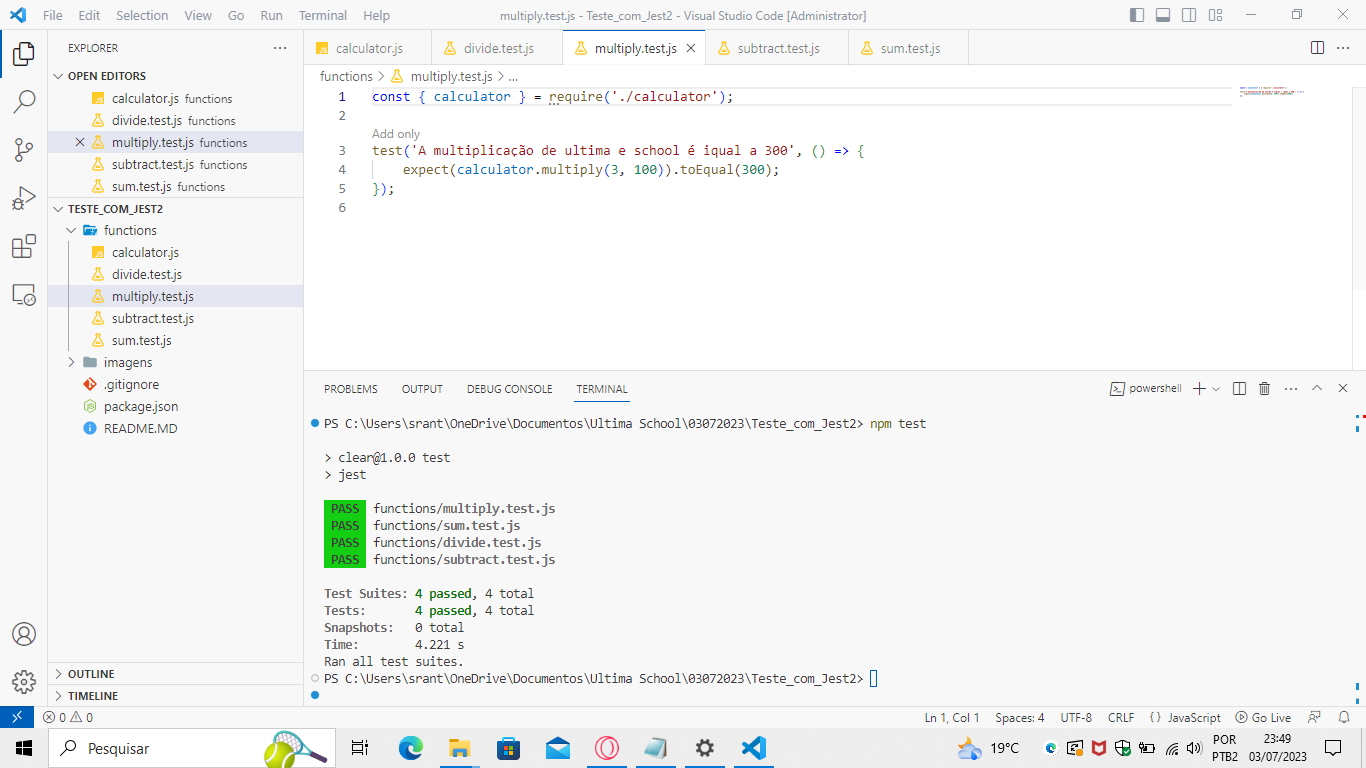 File Edit Selection View Go Run Terminal Help
multiply.test.js - Teste_com_Jest2 - Visual Studio Code [Administrator]
EXPLORER
OPEN EDITORS
calculator.js functions
divide.test.js functions
multiply.test.js functions
subtract.test.js functions
sum.test.js functions
TESTE_COM_JEST2
functions
calculator.js
divide.test.js
multiply.test.js
subtract.test.js
sum.test.js
imagens
.gitignore
package.json
README.MD
OUTLINE
TIMELINE
calculator.js divide.test.js multiply.test.js subtract.test.js sum.test.js
functions > multiply.test.js > ...
1 const { calculator } = require('./calculator');
2
Add only
3 test('A multiplicação de ultima e school é iqual a 300', () => {
4 expect(calculator.multiply(3, 100)).toEqual(300);
5 });
6
PROBLEMS OUTPUT DEBUG CONSOLE TERMINAL
powershell
PS C:\Users\srant\OneDrive\Documentos\Ultima School\03072023\Teste_com_Jest2> npm test
> clear@1.0.0 test
> jest
PASS functions/multiply.test.js
PASS functions/sum.test.js
PASS functions/divide.test.js
PASS functions/subtract.test.js
Test Suites: 4 passed, 4 total
Tests: 4 passed, 4 total
Snapshots: 0 total
Time: 4.221 s
Ran all test suites.
PS C:\Users\srant\OneDrive\Documentos\Ultima School\03072023\Teste_com_Jest2>
0 0
Ln 1, Col 1 Spaces: 4 UTF-8 CRLF {} JavaScript Go Live
Pesquisar
19°C
POR
PTB2
23:49
03/07/2023